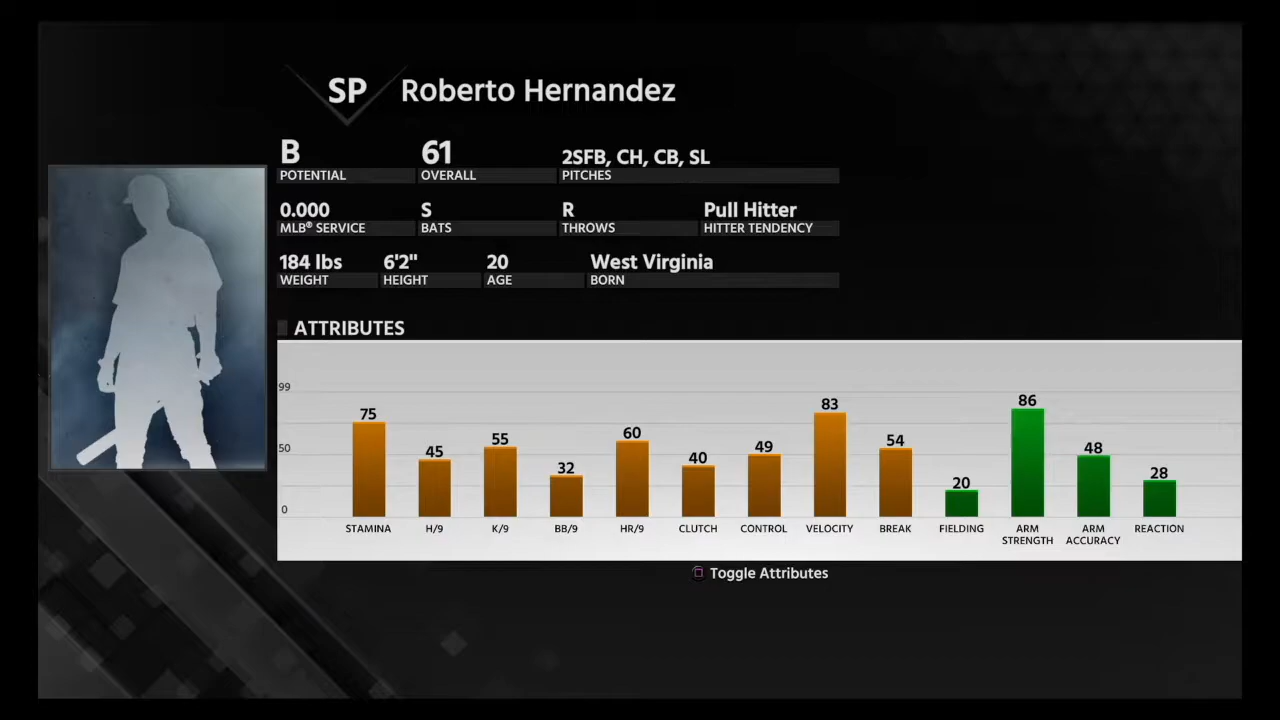 SP Roberto Hernandez
B 61 2SFB, CH, CB, SL
POTENTIAL OVERALL PITCHES
0.000 S R Pull Hitter
MLB® SERVICE BATS THROWS HITTER TENDENCY
184 lbs 6'2" 20 West Virginia
WEIGHT HEIGHT AGE BORN
ATTRIBUTES
99
50
0
75 45 55 32 60 40 49 83 54 20 86 48 28
STAMINA H/9 K/9 BB/9 HR/9 CLUTCH CONTROL VELOCITY BREAK FIELDING ARM STRENGTH ARM ACCURACY REACTION
Toggle Attributes